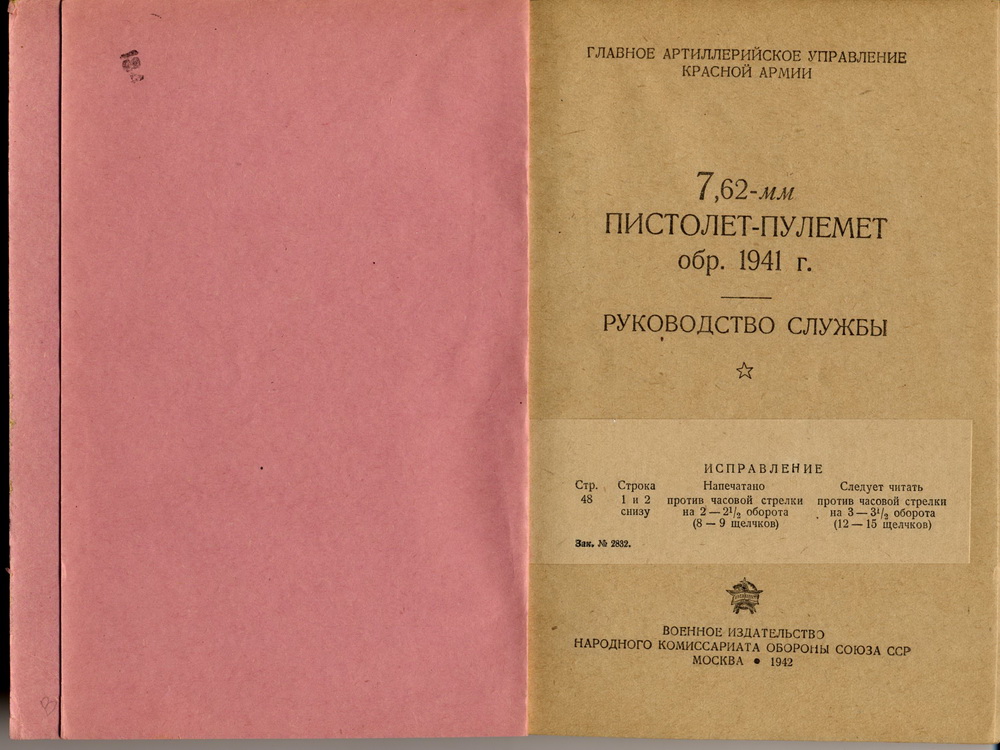 ГЛАВНОЕ АРТИЛЛЕРИЙСКОЕ УПРАВЛЕНИЕ
КРАСНОЙ АРМИИ
7,62-мм
ПИСТОЛЕТ-ПУЛЕМЕТ
обр. 1941 г.
РУКОВОДСТВО СЛУЖБЫ
ИСПРАВЛЕНИЕ
Стр. Строка Напечатано Следует читать
48 1 и 2 против часовой стрелки против часовой стрелки
снизу на 2 — 2¹/₂ оборота на 3 — 3¹/₂ оборота
(8 — 9 щелчков) (12 — 15 щелчков)
Зак. № 2832.
ВОЕННОЕ ИЗДАТЕЛЬСТВО
НАРОДНОГО КОМИССАРИАТА ОБОРОНЫ СОЮЗА ССР
МОСКВА • 1942